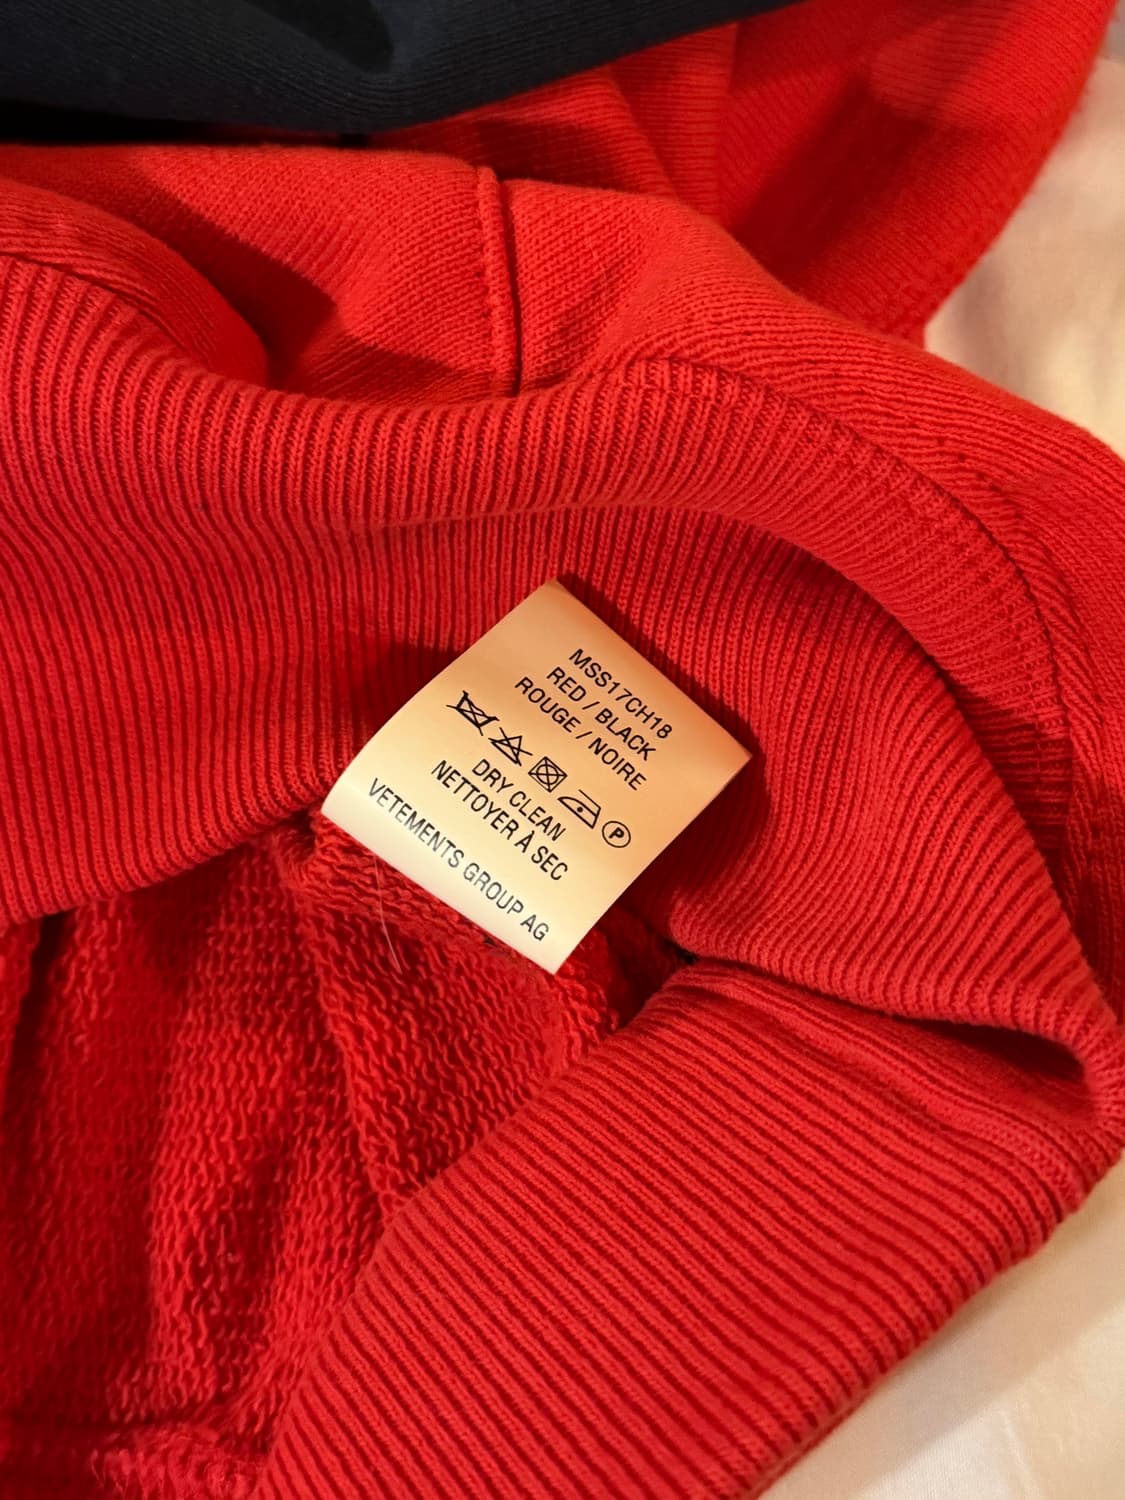 MSS17CH18
RED / BLACK
ROUGE / NOIRE
P
DRY CLEAN
NETTOYER À SEC
VETEMENTS GROUP AG